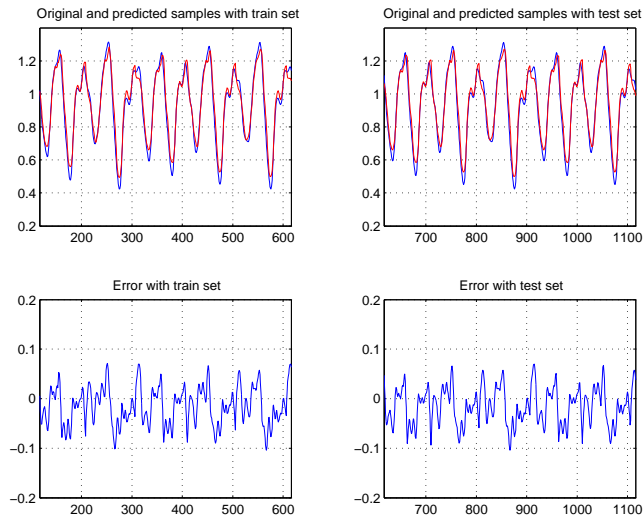 Original and predicted samples with train set
1.2
1
0.8
0.6
0.4
0.2
200 300 400 500 600
Original and predicted samples with test set
1.2
1
0.8
0.6
0.4
0.2
700 800 900 1000 1100
Error with train set
0.2
0.1
0
−0.1
−0.2
200 300 400 500 600
Error with test set
0.2
0.1
0
−0.1
−0.2
700 800 900 1000 1100